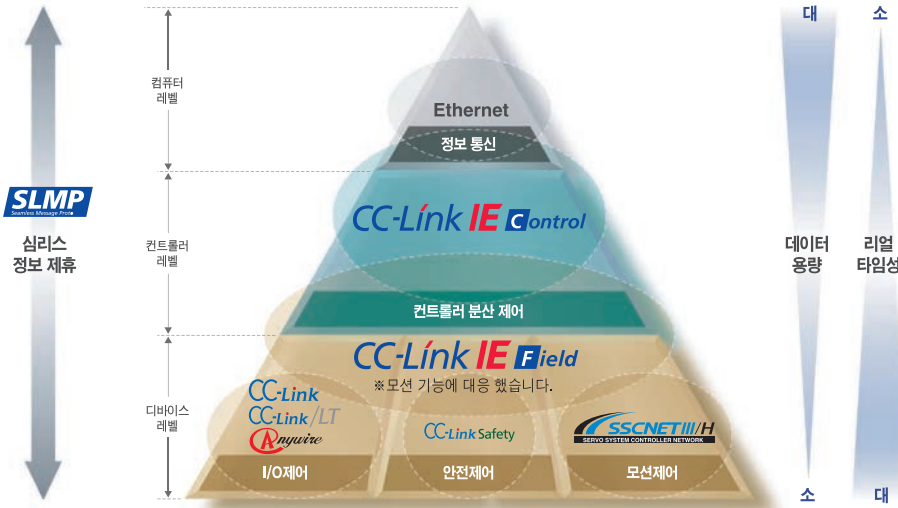 대
소
컴퓨터
레벨
Ethernet
정보 통신
SLMP
Seamless Message Proto
심리스
정보 제휴
CC-Link IE Control
컨트롤러
레벨
데이터
용량
리얼
타임성
컨트롤러 분산 제어
CC-Link IE Field
※모션 기능에 대응 했습니다.
디바이스
레벨
CC-Link
CC-Link/LT
Anywire
CC-Link Safety
SSCNETIII/H
SERVO SYSTEM CONTROLLER NETWORK
I/O제어
안전제어
모션제어
소
대